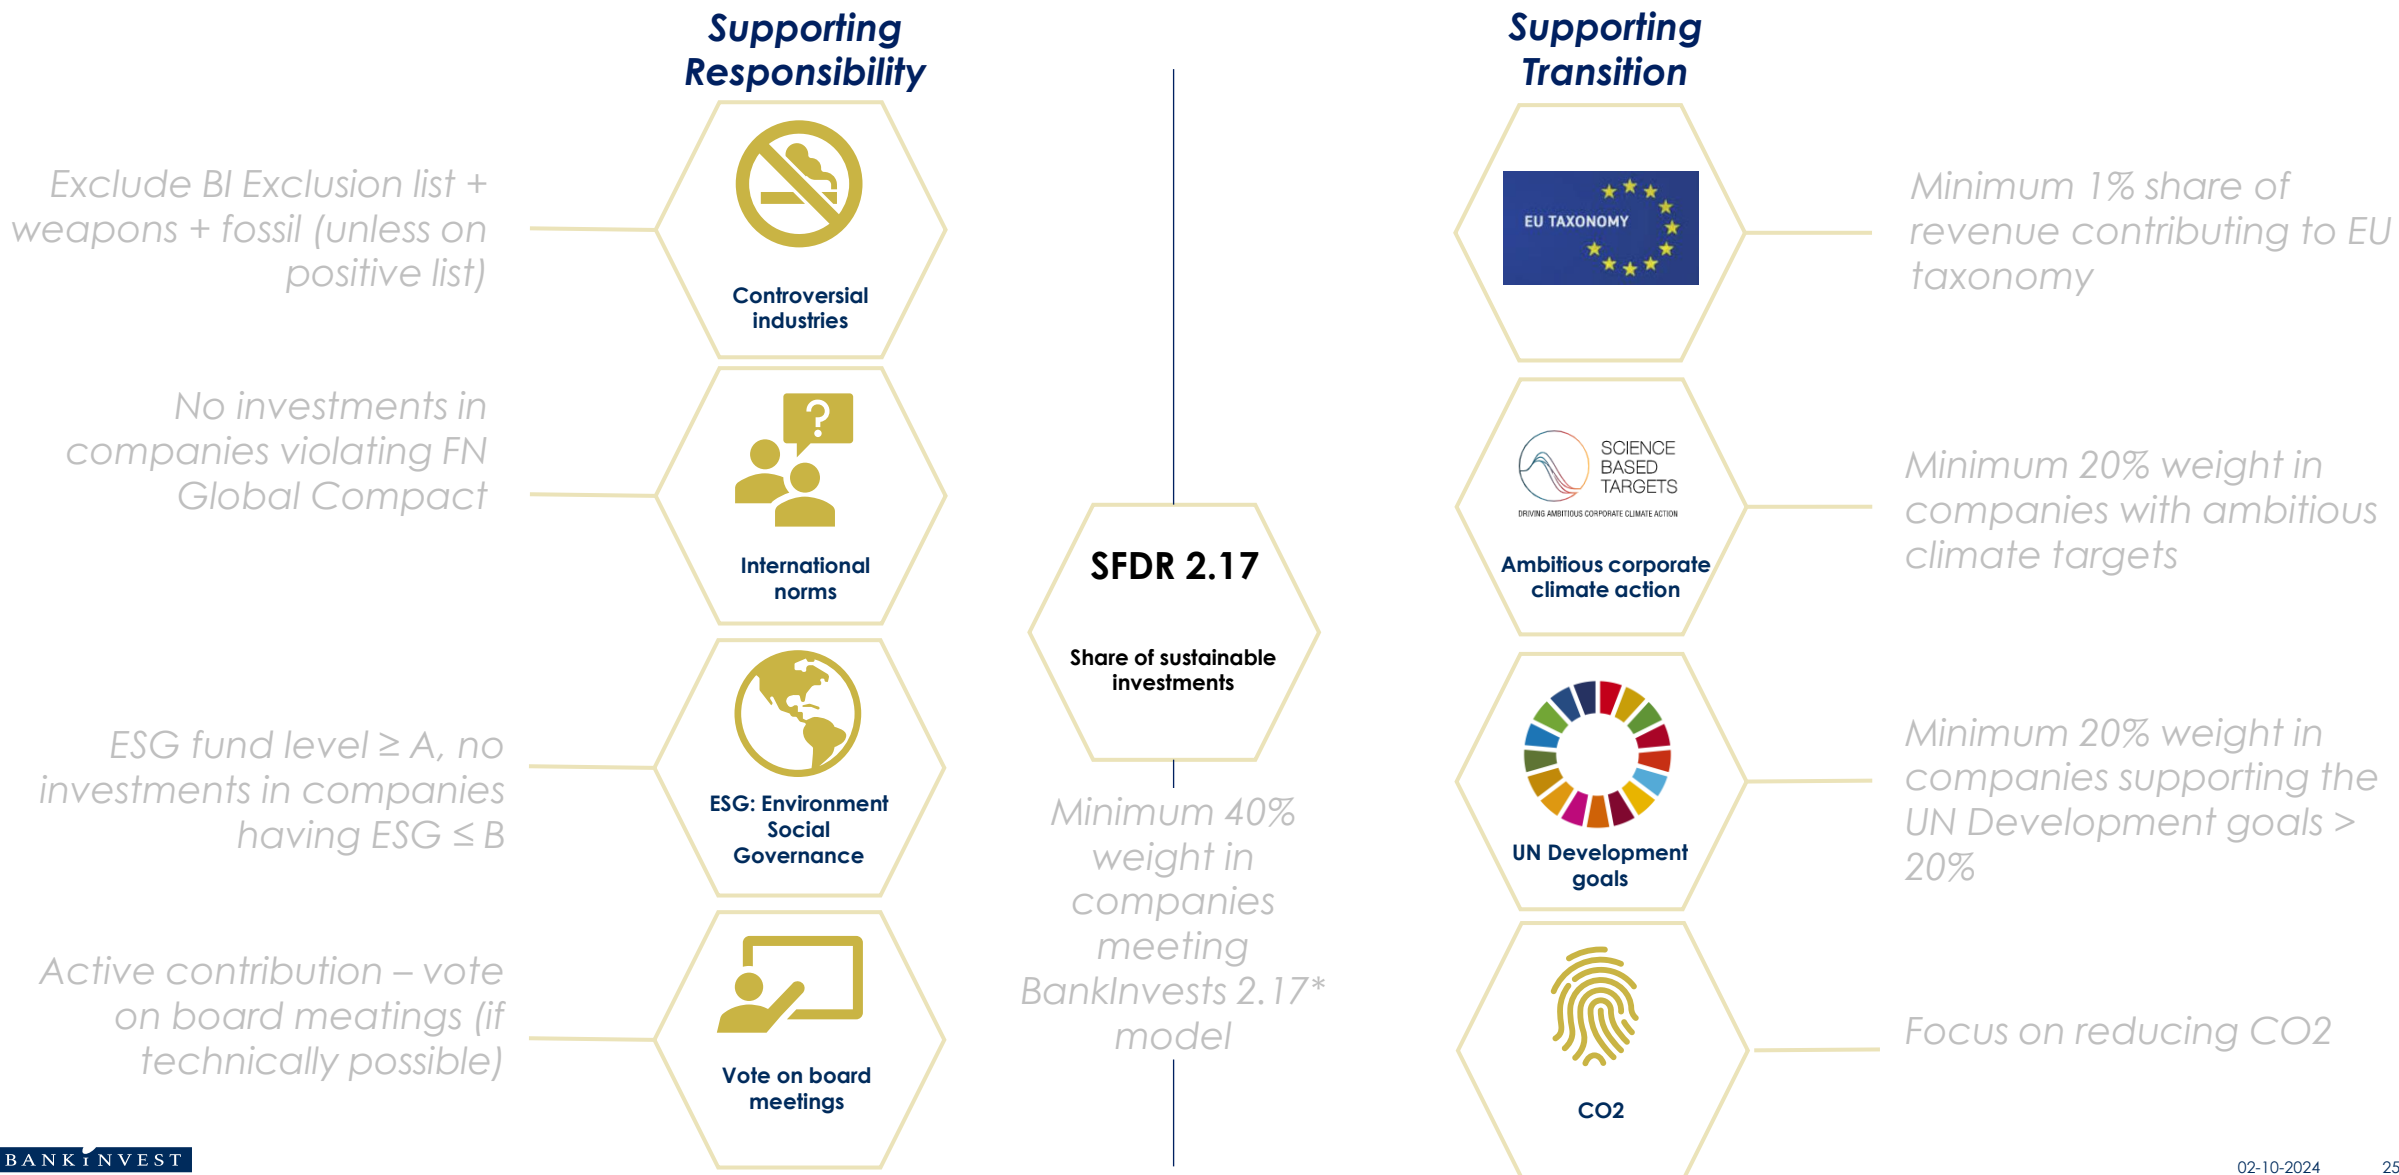 Supporting
Responsibility
Exclude BI Exclusion list +
weapons + fossil (unless on
positive list)
Controversial
industries
No investments in
companies violating FN
Global Compact
?
International
norms
ESG fund level ≥ A, no
investments in companies
having ESG ≤ B
ESG: Environment
Social
Governance
Active contribution – vote
on board meatings (if
technically possible)
Vote on board
meetings
SFDR 2.17
Share of sustainable
investments
Minimum 40%
weight in
companies
meeting
BankInvests 2.17*
model
Supporting
Transition
EU TAXONOMY
Minimum 1% share of
revenue contributing to EU
taxonomy
SCIENCE
BASED
TARGETS
DRIVING AMBITIOUS CORPORATE CLIMATE ACTION
Ambitious corporate
climate action
Minimum 20% weight in
companies with ambitious
climate targets
UN Development
goals
Minimum 20% weight in
companies supporting the
UN Development goals >
20%
CO2
Focus on reducing CO2
BANKINVEST
02-10-2024 25